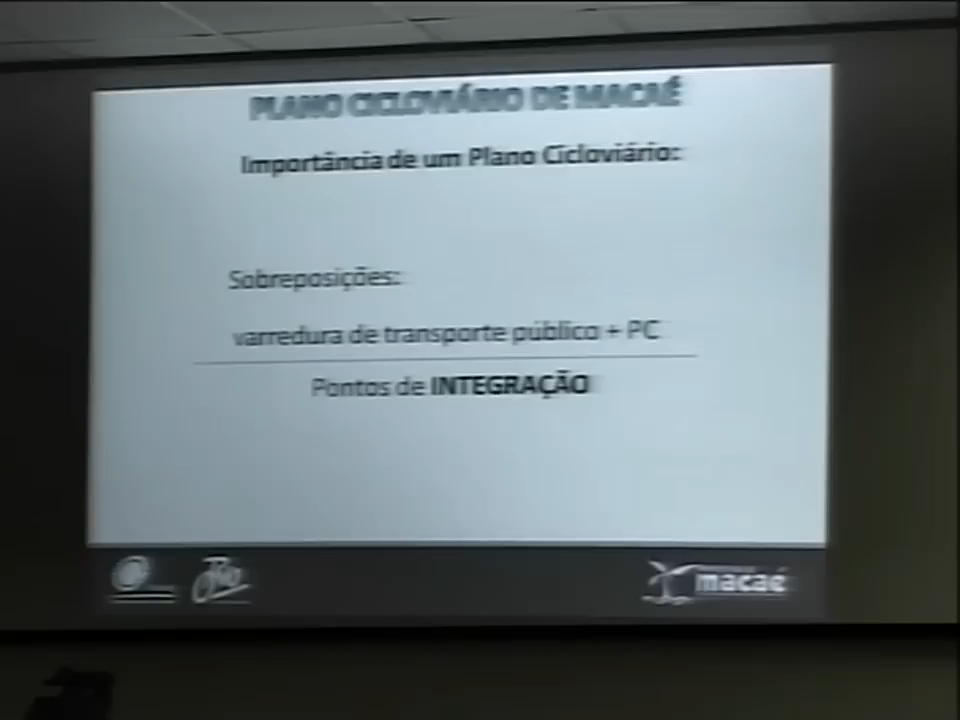 PLANO CICLOVIÁRIO DE MACAÉ
Importância de um Plano Cicloviário:
Sobreposições:
varredura de transporte público + PC
Pontos de INTEGRAÇÃO
macaé